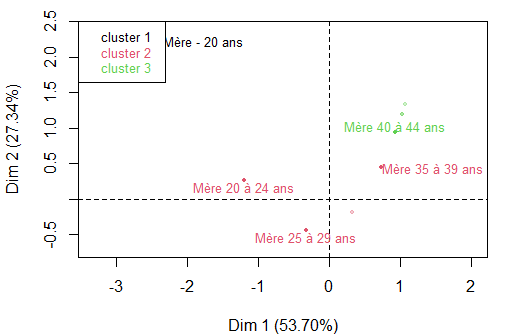 2.5
cluster 1
Mère - 20 ans
cluster 2
2.0
cluster 3
1.5
Mère 40 à 44 ans
1.0
Mère 35 à 39 ans
0.5
Mère 20 à 24 ans
Mère 25 à 29 ans
-0.5
Dim 2 (27.34%)
-3 -2 -1 0 1 2
Dim 1 (53.70%)